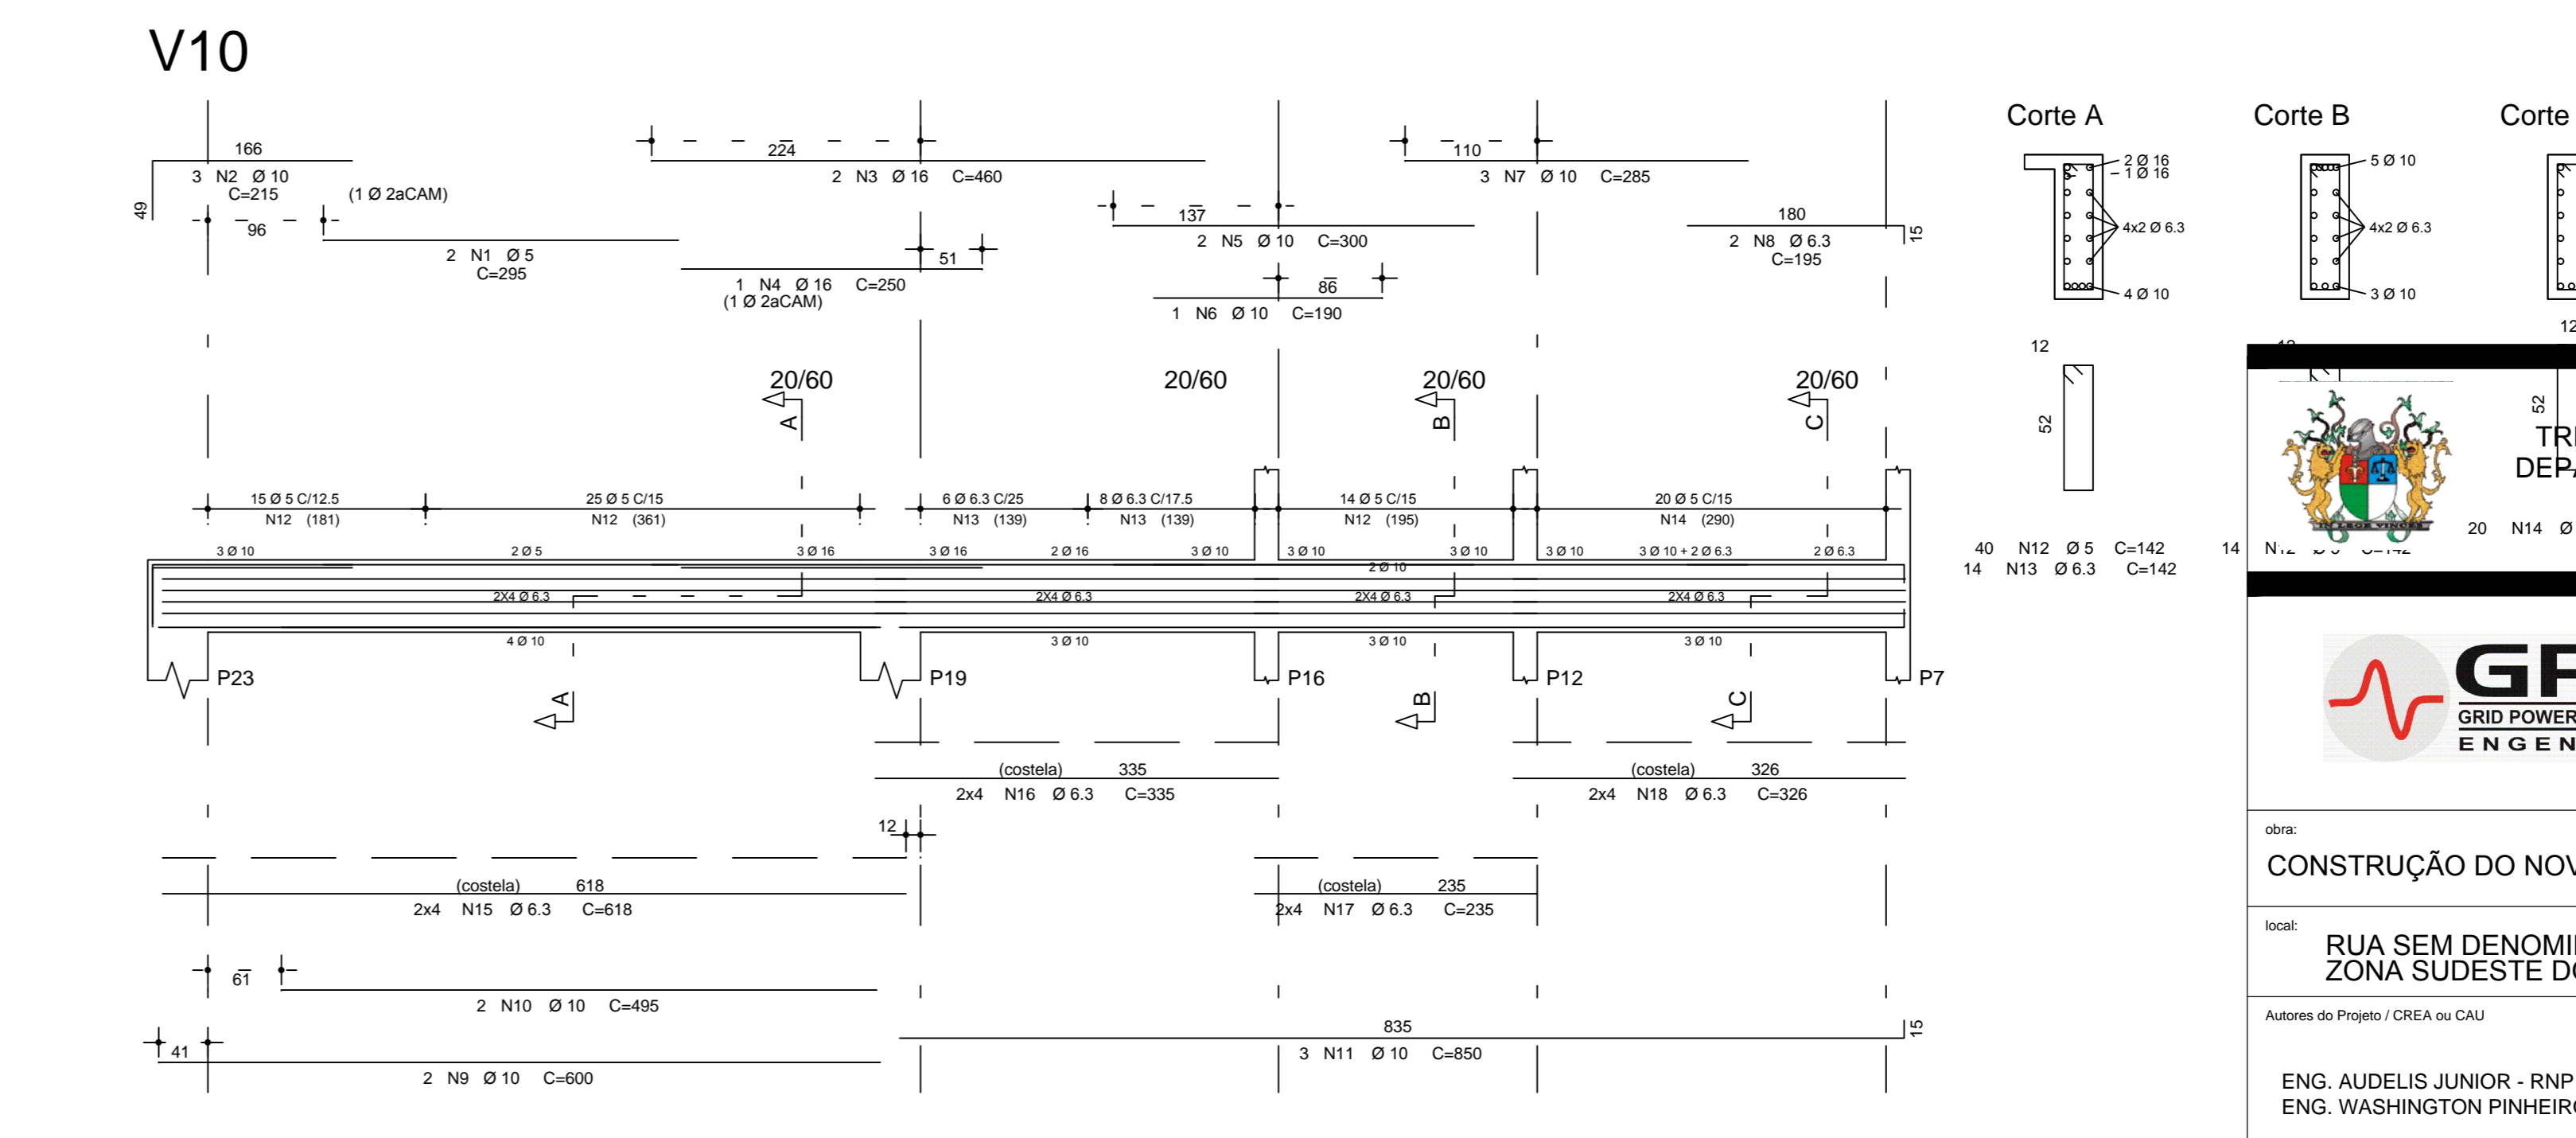 V10
166
3 N2 Ø 10
C=215
49
(1 Ø 2aCAM)
96
2 N1 Ø 5
C=295
224
2 N3 Ø 16 C=460
51
1 N4 Ø 16 C=250
(1 Ø 2aCAM)
137
2 N5 Ø 10 C=300
86
1 N6 Ø 10 C=190
110
3 N7 Ø 10 C=285
180
2 N8 Ø 6.3
C=195
15
Corte A
2 Ø 16
1 Ø 16
4x2 Ø 6.3
4 Ø 10
Corte B
5 Ø 10
4x2 Ø 6.3
3 Ø 10
Corte
12
12
52
52
20/60 20/60 20/60 20/60
A B C
15 Ø 5 C/12.5 25 Ø 5 C/15 6 Ø 6.3 C/25 8 Ø 6.3 C/17.5 14 Ø 5 C/15 20 Ø 5 C/15
N12 (181) N12 (361) N13 (139) N13 (139) N12 (195) N14 (290)
3 Ø 10 2 Ø 5 3 Ø 16 3 Ø 16 2 Ø 16 3 Ø 10 3 Ø 10 3 Ø 10 3 Ø 10 3 Ø 10 + 2 Ø 6.3 2 Ø 6.3
2 Ø 10
2X4 Ø 6.3 2X4 Ø 6.3 2X4 Ø 6.3 2X4 Ø 6.3
4 Ø 10 3 Ø 10 3 Ø 10 3 Ø 10
P23 P19 P16 P12 P7
A B C
40 N12 Ø 5 C=142
14 N13 Ø 6.3 C=142
14 N12 Ø 5 C=142
20 N14 Ø
(costela) 335
2x4 N16 Ø 6.3 C=335
(costela) 326
2x4 N18 Ø 6.3 C=326
12
(costela) 618
2x4 N15 Ø 6.3 C=618
(costela) 235
2x4 N17 Ø 6.3 C=235
61
2 N10 Ø 10 C=495
835
15
3 N11 Ø 10 C=850
41
2 N9 Ø 10 C=600
IN LEGE VINCES
GRID POWER
ENGEN
obra:
CONSTRUÇÃO DO NOV
local:
RUA SEM DENOMI
ZONA SUDESTE DO
Autores do Projeto / CREA ou CAU
ENG. AUDELIS JUNIOR - RNP
ENG. WASHINGTON PINHEIRO